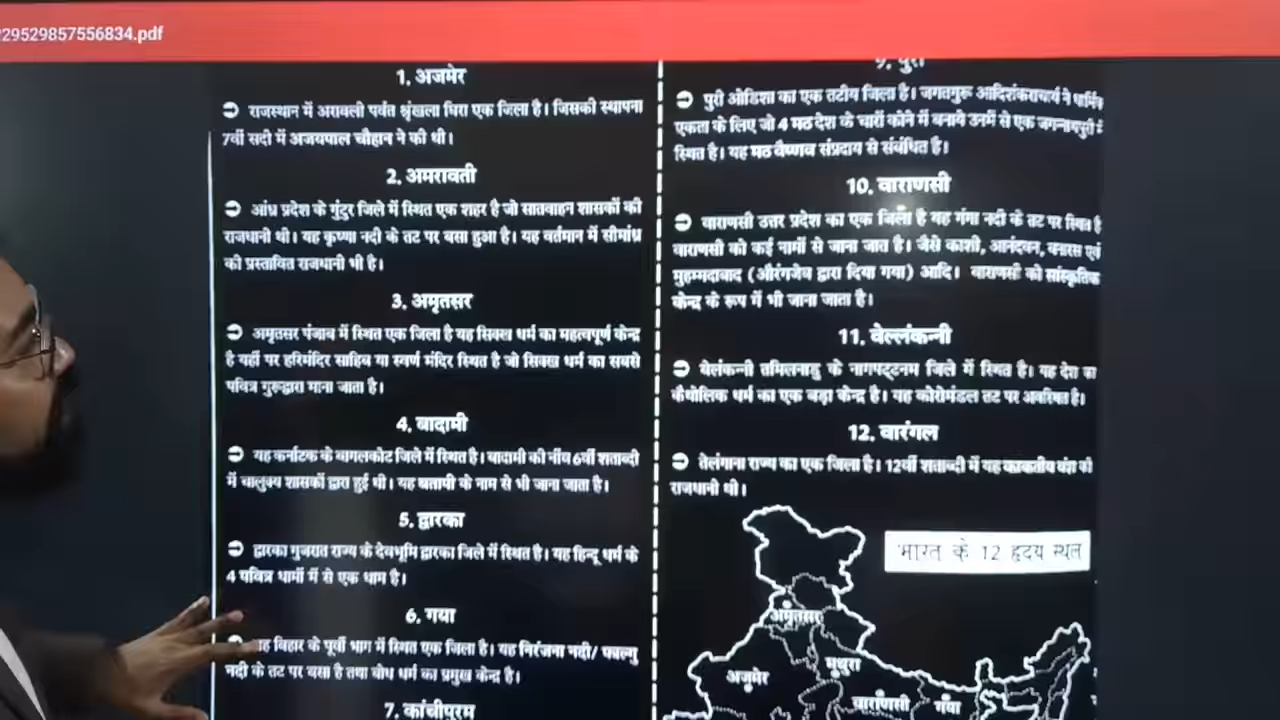 29529857556834.pdf
1. अजमेर
➲ राजस्थान में अरावली पर्वत श्रृंखला घिरा एक जिला है। जिसकी स्थापना
7वीं सदी में अजयपाल चौहान ने की थी।
2. अमरावती
➲ आंध्र प्रदेश के गुंटुर जिले में स्थित एक शहर है जो सातवाहन शासकों की
राजधानी थी। यह कृष्णा नदी के तट पर बसा हुआ है। यह वर्तमान में सीमांध्र
की प्रस्तावित राजधानी भी है।
3. अमृतसर
➲ अमृतसर पंजाब में स्थित एक जिला है यह सिक्ख धर्म का महत्वपूर्ण केन्द्र
है यहीं पर हरिमंदिर साहिब या स्वर्ण मंदिर स्थित है जो सिक्ख धर्म का सबसे
पवित्र गुरूद्वारा माना जाता है।
4. बादामी
➲ यह कर्नाटक के बागलकोट जिले में स्थित है। बादामी की नींव 6वीं शताब्दी
में चालुक्य शासकों द्वारा हुई थी। यह बतापी के नाम से भी जाना जाता है।
5. द्वारका
➲ द्वारका गुजरात राज्य के देवभूमि द्वारका जिले में स्थित है। यह हिन्दू धर्म के
4 पवित्र धामों में से एक धाम है।
6. गया
यह बिहार के पूर्वी भाग में स्थित एक जिला है। यह निरंजना नदी/ फाल्गु
नदी के तट पर बसा है तथा बौध धर्म का प्रमुख केन्द्र है।
7. कांचीपुरम
9. पुरी
➲ पुरी ओडिशा का एक तटीय जिला है। जगतगुरू आदिशंकराचार्य ने धार्मिक
एकता के लिए जो 4 मठ देश के चारों कोने में बनाये उनमें से एक जगन्नाथपुरी में
स्थित है। यह मठ वैष्णव संप्रदाय से संबंधित है।
10. वाराणसी
➲ वाराणसी उत्तर प्रदेश का एक जिला है यह गंगा नदी के तट पर स्थित है
वाराणसी को कई नामों से जाना जात है। जैसे काशी, आनंदवन, बनारस एवं
मुहम्मदाबाद (औरंगजेब द्वारा दिया गया) आदि। वाराणसी को सांस्कृतिक
केन्द्र के रूप में भी जाना जाता है।
11. वेल्लंकन्नी
➲ वेलंकन्नी तमिलनाडु के नागपट्टनम जिले में स्थित है। यह देश का
कैथोलिक धर्म का एक बड़ा केन्द्र है। यह कोरोमंडल तट पर अवस्थित है।
12. वारंगल
➲ तेलंगाना राज्य का एक जिला है। 12वीं शताब्दी में यह काकतीय वंश की
राजधानी थी।
भारत के 12 हृदय स्थल
अमृतसर
मथुरा
अजमेर
वाराणसी
गया